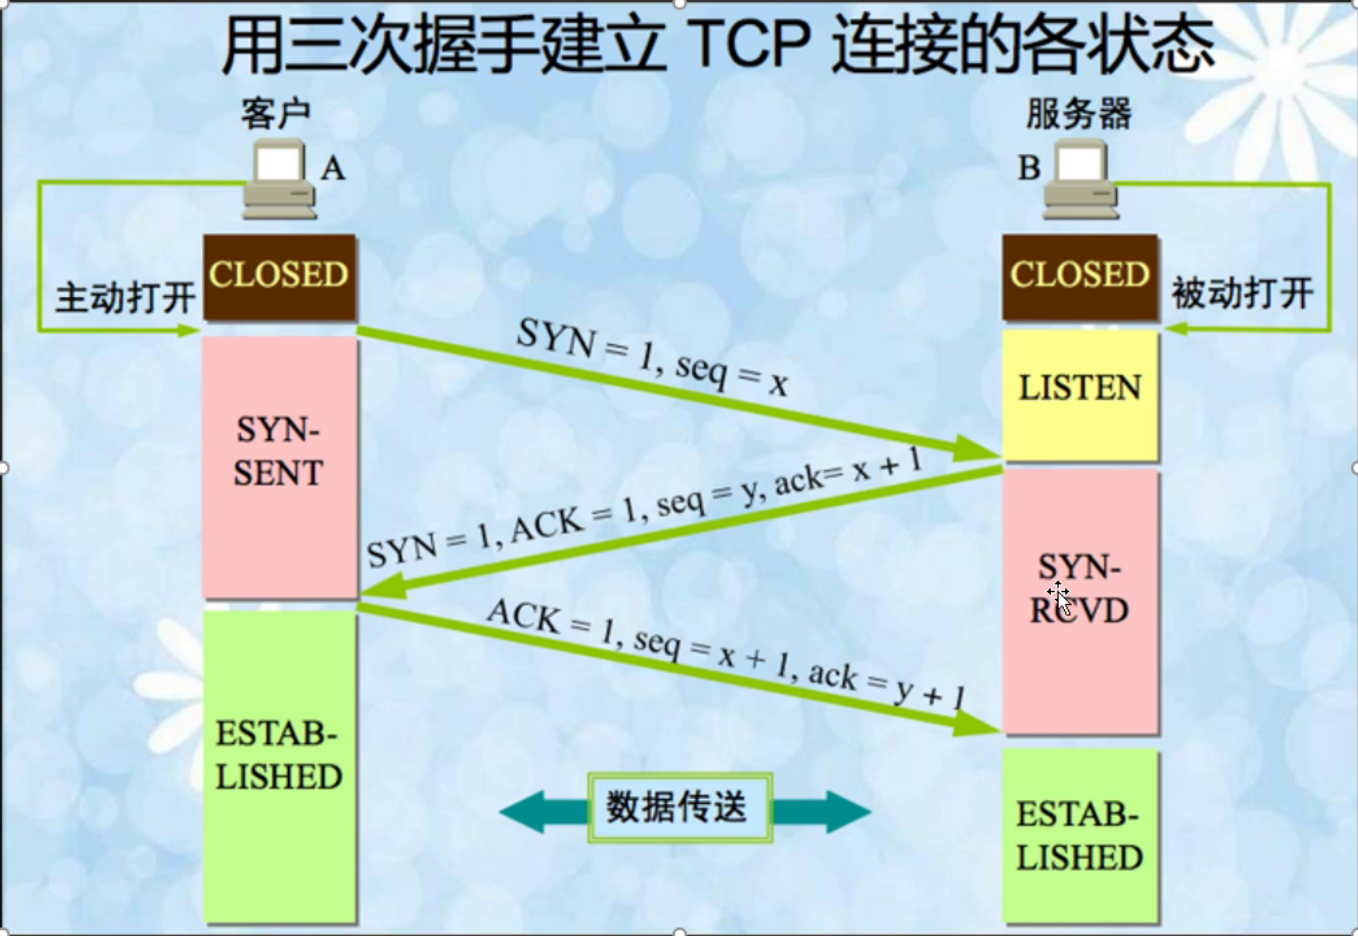 用三次握手建立 TCP 连接的各状态
客户
服务器
A
B
CLOSED
CLOSED
主动打开
被动打开
SYN = 1, seq = x
LISTEN
SYN-
SENT
SYN = 1, ACK = 1, seq = y, ack= x + 1
SYN-
RCVD
ACK = 1, seq = x + 1, ack = y + 1
ESTAB-
LISHED
数据传送
ESTAB-
LISHED